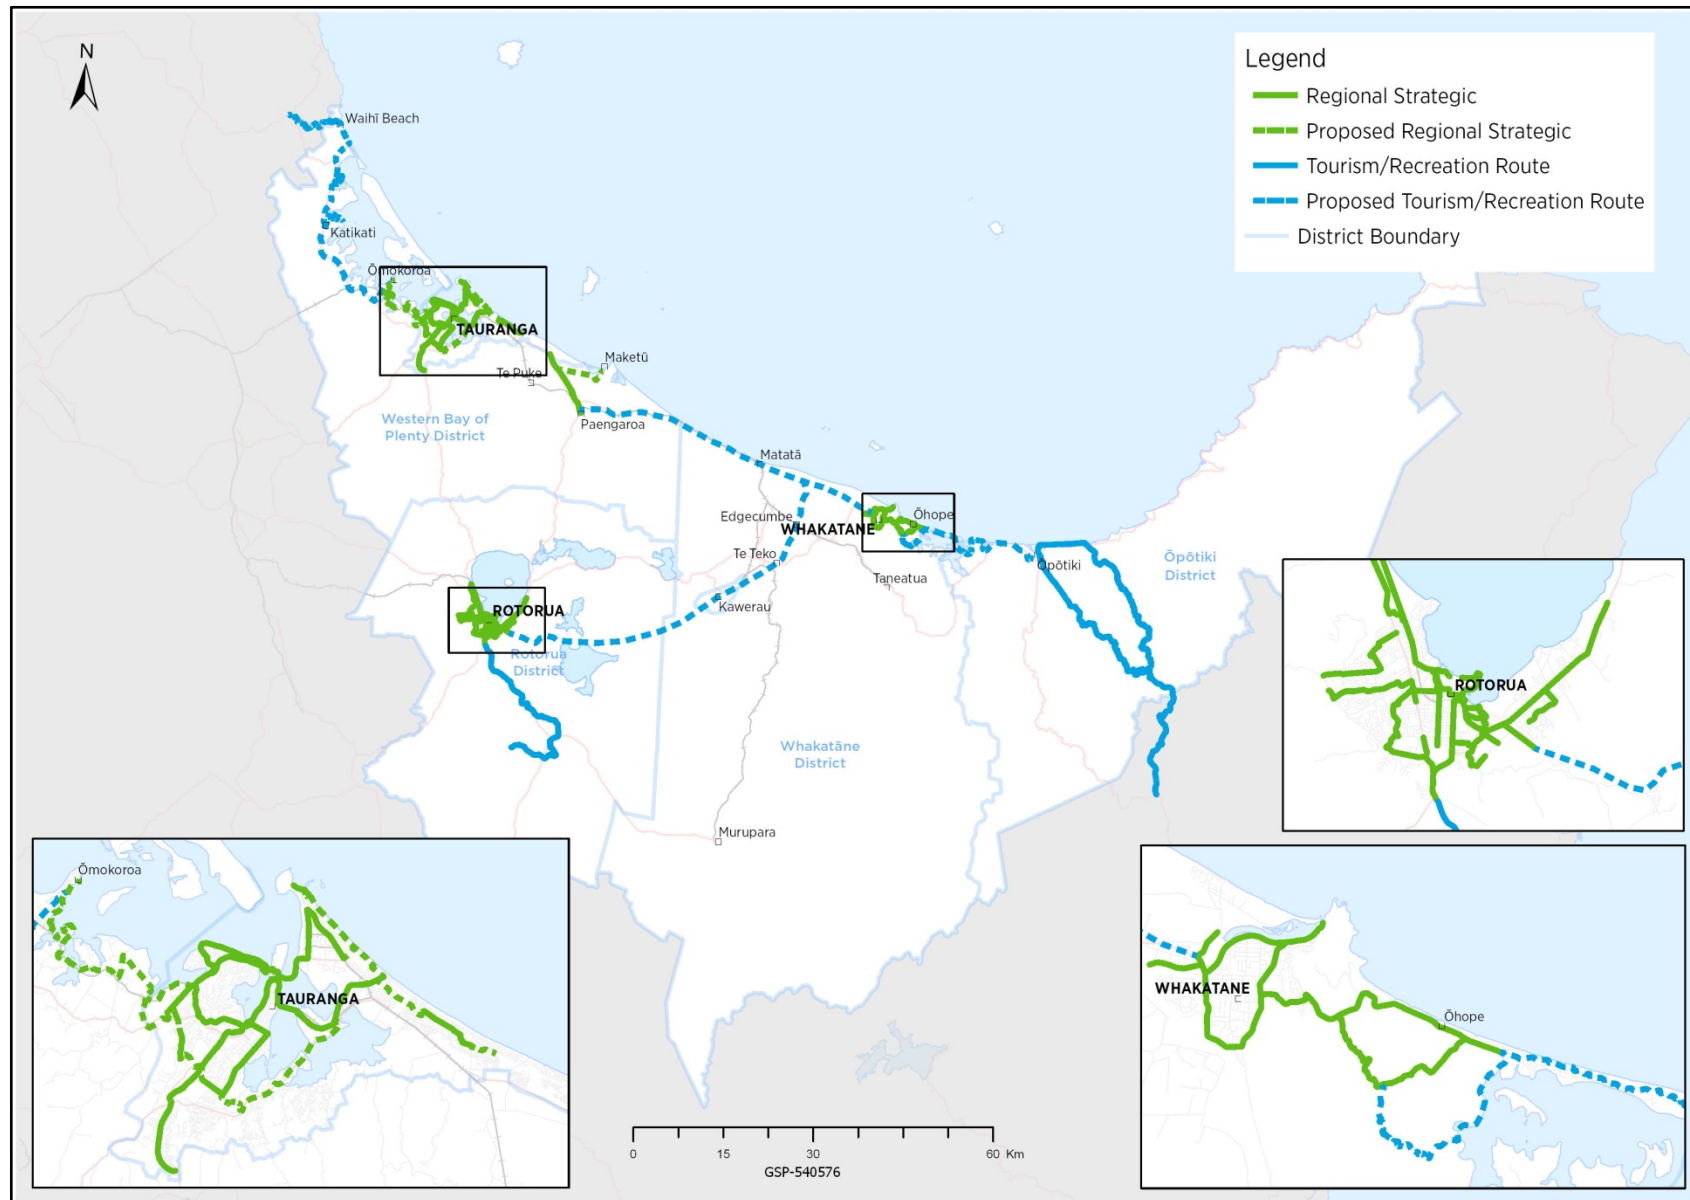 N
Legend
Regional Strategic
Proposed Regional Strategic
Tourism/Recreation Route
Proposed Tourism/Recreation Route
District Boundary
Waihī Beach
Katikati
Ōmokoroa
TAURANGA
Maketū
Te Puke
Western Bay of
Plenty District
Paengaroa
Matatā
Edgecumbe
WHAKATANE
Ōhope
Te Teko
Ōpōtiki
Ōpōtiki
District
Taneatua
Kawerau
ROTORUA
Rotorua
District
Whakatāne
District
Murupara
ROTORUA
Ōmokoroa
TAURANGA
WHAKATANE
Ōhope
0 15 30 60 Km
GSP-540576